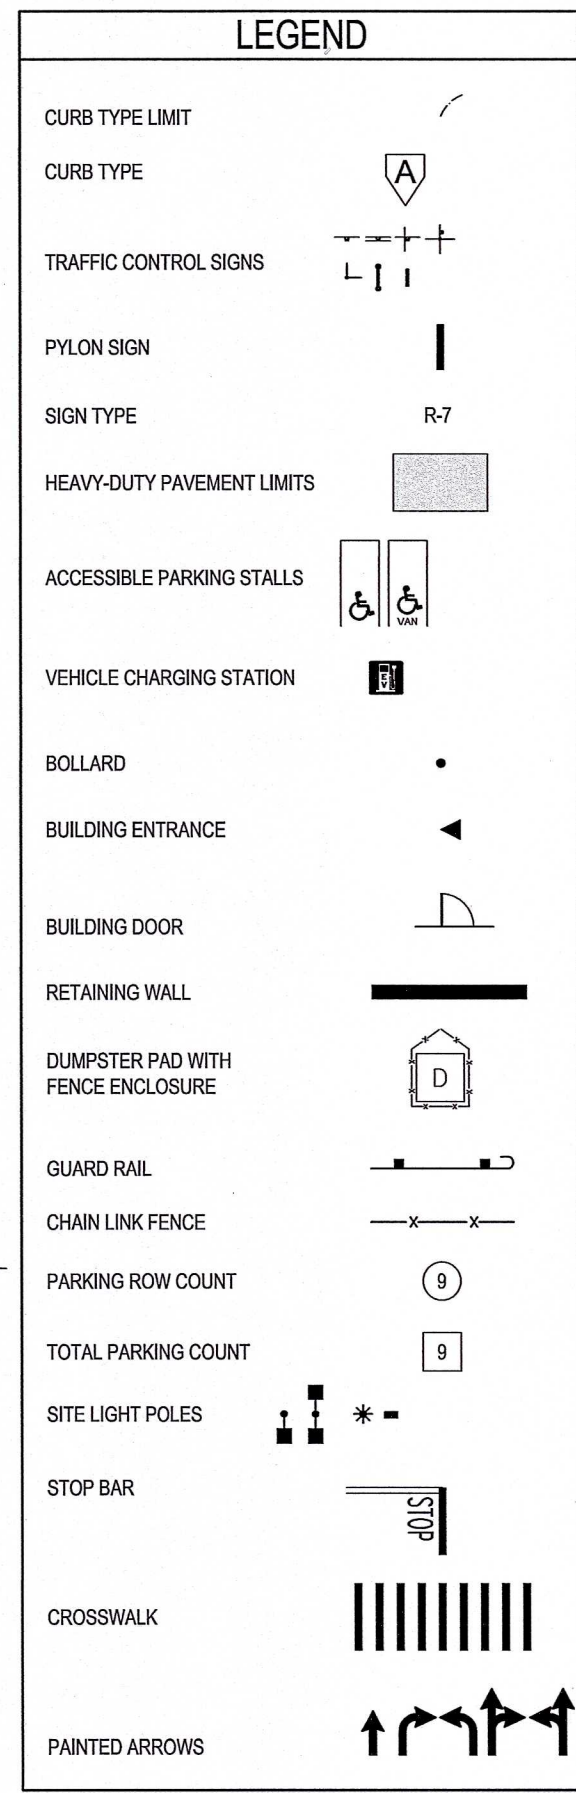 LEGEND
CURB TYPE LIMIT
CURB TYPE
A
TRAFFIC CONTROL SIGNS
PYLON SIGN
SIGN TYPE
R-7
HEAVY-DUTY PAVEMENT LIMITS
ACCESSIBLE PARKING STALLS
VAN
VEHICLE CHARGING STATION
EV
BOLLARD
BUILDING ENTRANCE
BUILDING DOOR
RETAINING WALL
DUMPSTER PAD WITH
FENCE ENCLOSURE
D
GUARD RAIL
CHAIN LINK FENCE
PARKING ROW COUNT
9
TOTAL PARKING COUNT
9
SITE LIGHT POLES
STOP BAR
STOP
CROSSWALK
PAINTED ARROWS